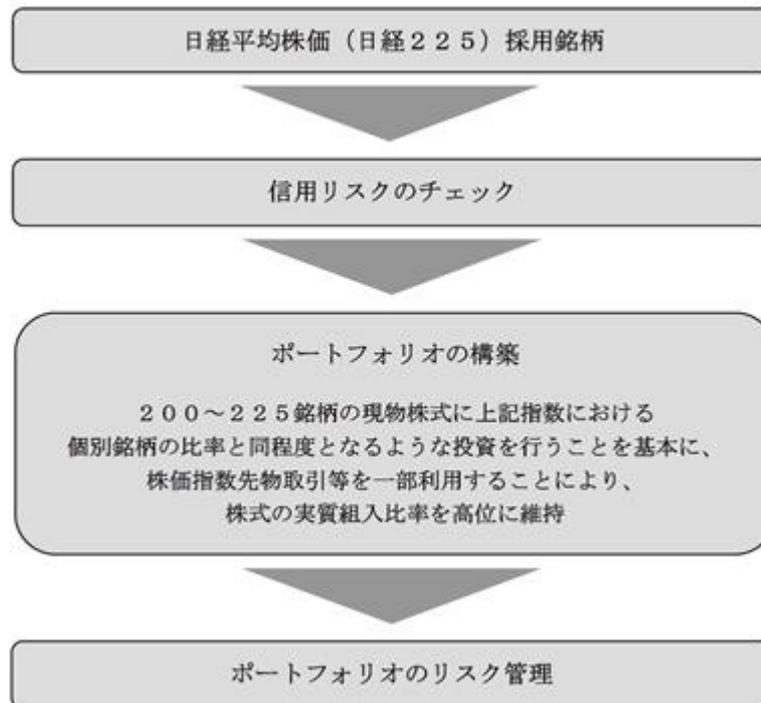 日経平均株価（日経２２５）採用銘柄
信用リスクのチェック
ポートフォリオの構築
２００～２２５銘柄の現物株式に上記指数における
個別銘柄の比率と同程度となるような投資を行うことを基本に、
株価指数先物取引等を一部利用することにより、
株式の実質組入比率を高位に維持
ポートフォリオのリスク管理